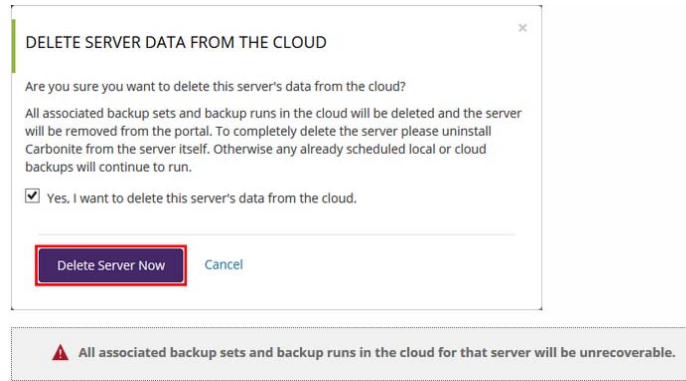 DELETE SERVER DATA FROM THE CLOUD
Are you sure you want to delete this server's data from the cloud?
All associated backup sets and backup runs in the cloud will be deleted and the server
will be removed from the portal. To completely delete the server please uninstall
Carbonite from the server itself. Otherwise any already scheduled local or cloud
backups will continue to run.
Yes, I want to delete this server's data from the cloud.
Delete Server Now Cancel
All associated backup sets and backup runs in the cloud for that server will be unrecoverable.